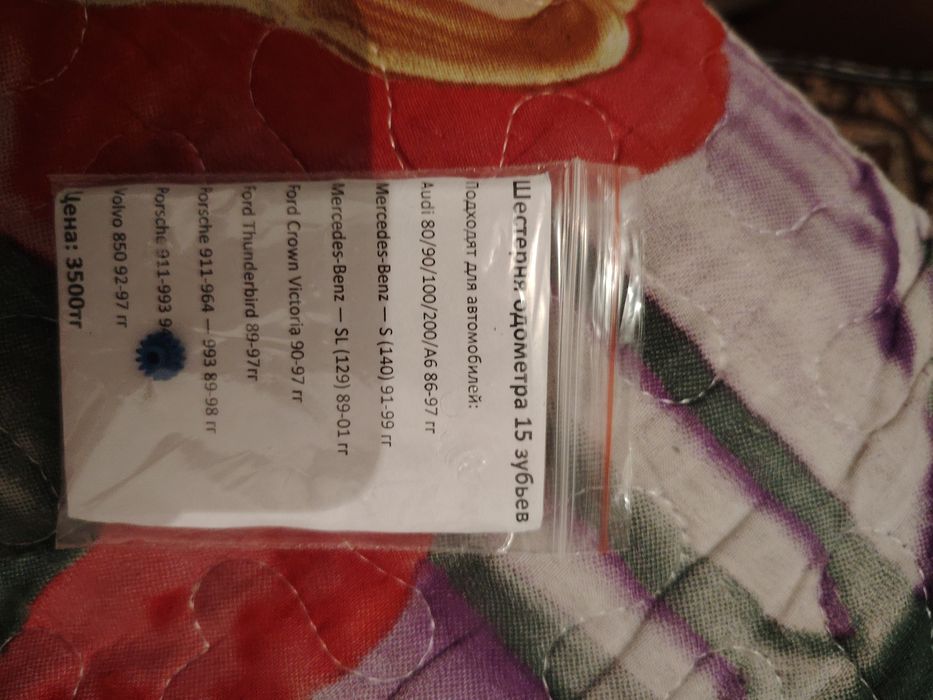 Шестерня одометра 15 зубьев
Подходят для автомобилей:
Audi 80/90/100/200/A6 86-97 гг
Mercedes-Benz — S (140) 91-99 гг
Mercedes-Benz — SL (129) 89-01 гг
Ford Crown Victoria 90-97 гг
Ford Thunderbird 89-97гг
Porsche 911-964 — 993 89-98 гг
Porsche 911-993
Volvo 850 92-97 гг
Цена: 3500тг